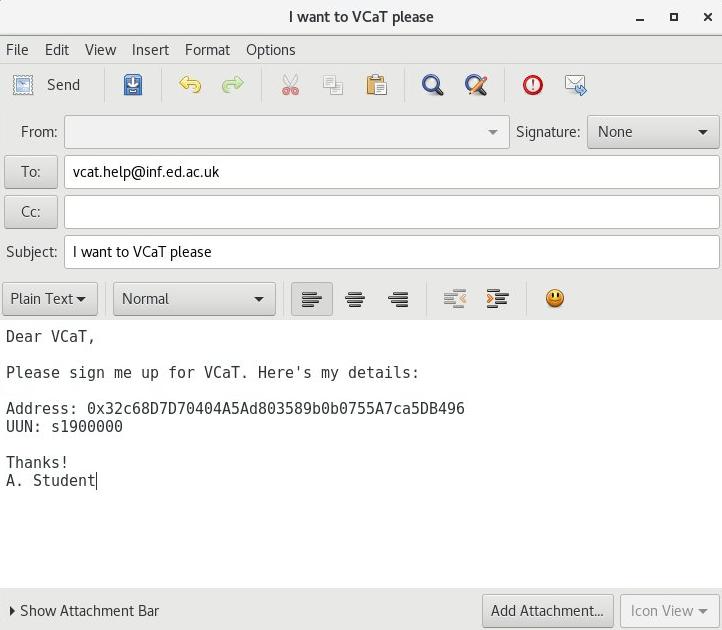 I want to VCaT please
File Edit View Insert Format Options
Send
From:
Signature: None
To: vcat.help@inf.ed.ac.uk
Cc:
Subject: I want to VCaT please
Plain Text Normal
Dear VCaT,
Please sign me up for VCaT. Here's my details:
Address: 0x32c68D7D70404A5Ad803589b0b0755A7ca5DB496
UUN: s1900000
Thanks!
A. Student
Show Attachment Bar Add Attachment... Icon View